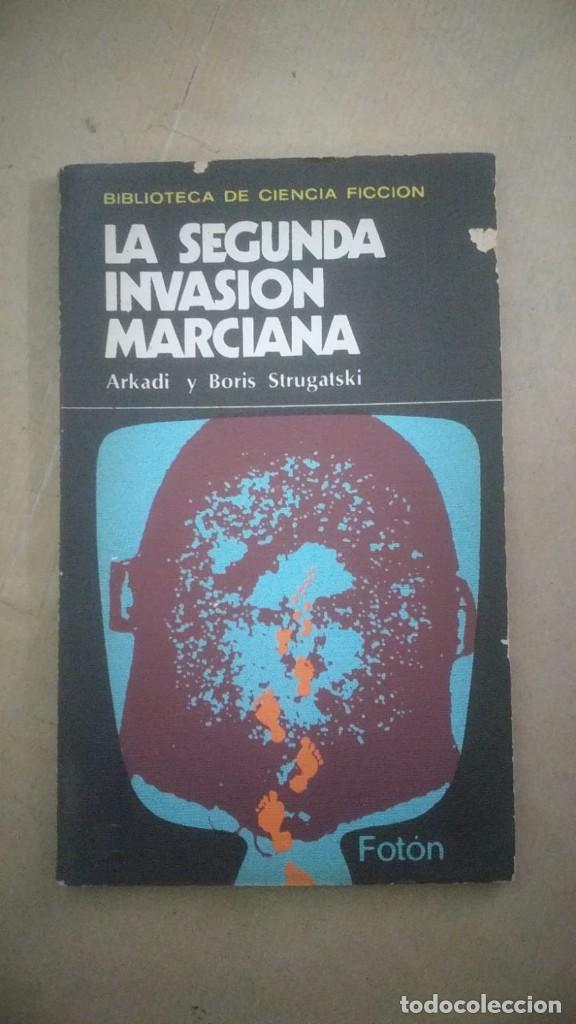 BIBLIOTECA DE CIENCIA FICCION
LA SEGUNDA
INVASION
MARCIANA
Arkadi y Boris Strugatski
Fotón
todocoleccion